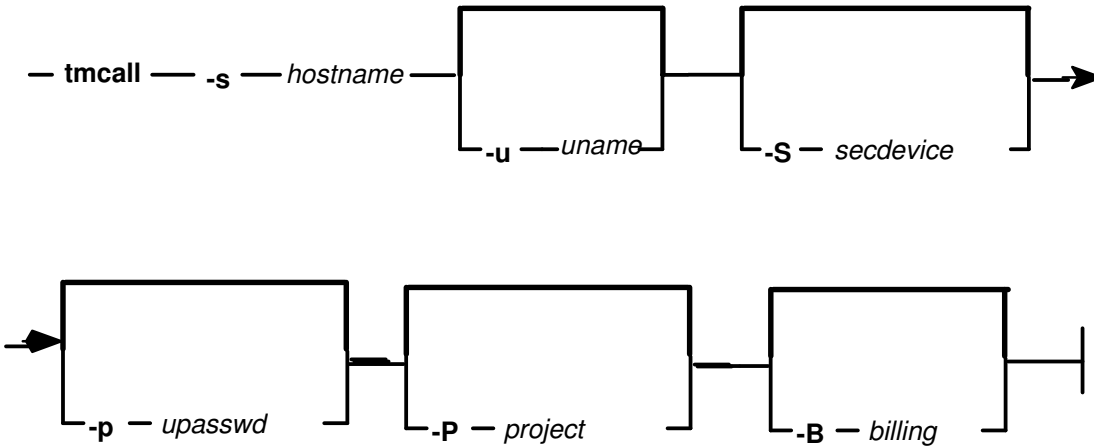 tmcall -s hostname
-u uname -S secdevice
-p upasswd -P project -B billing